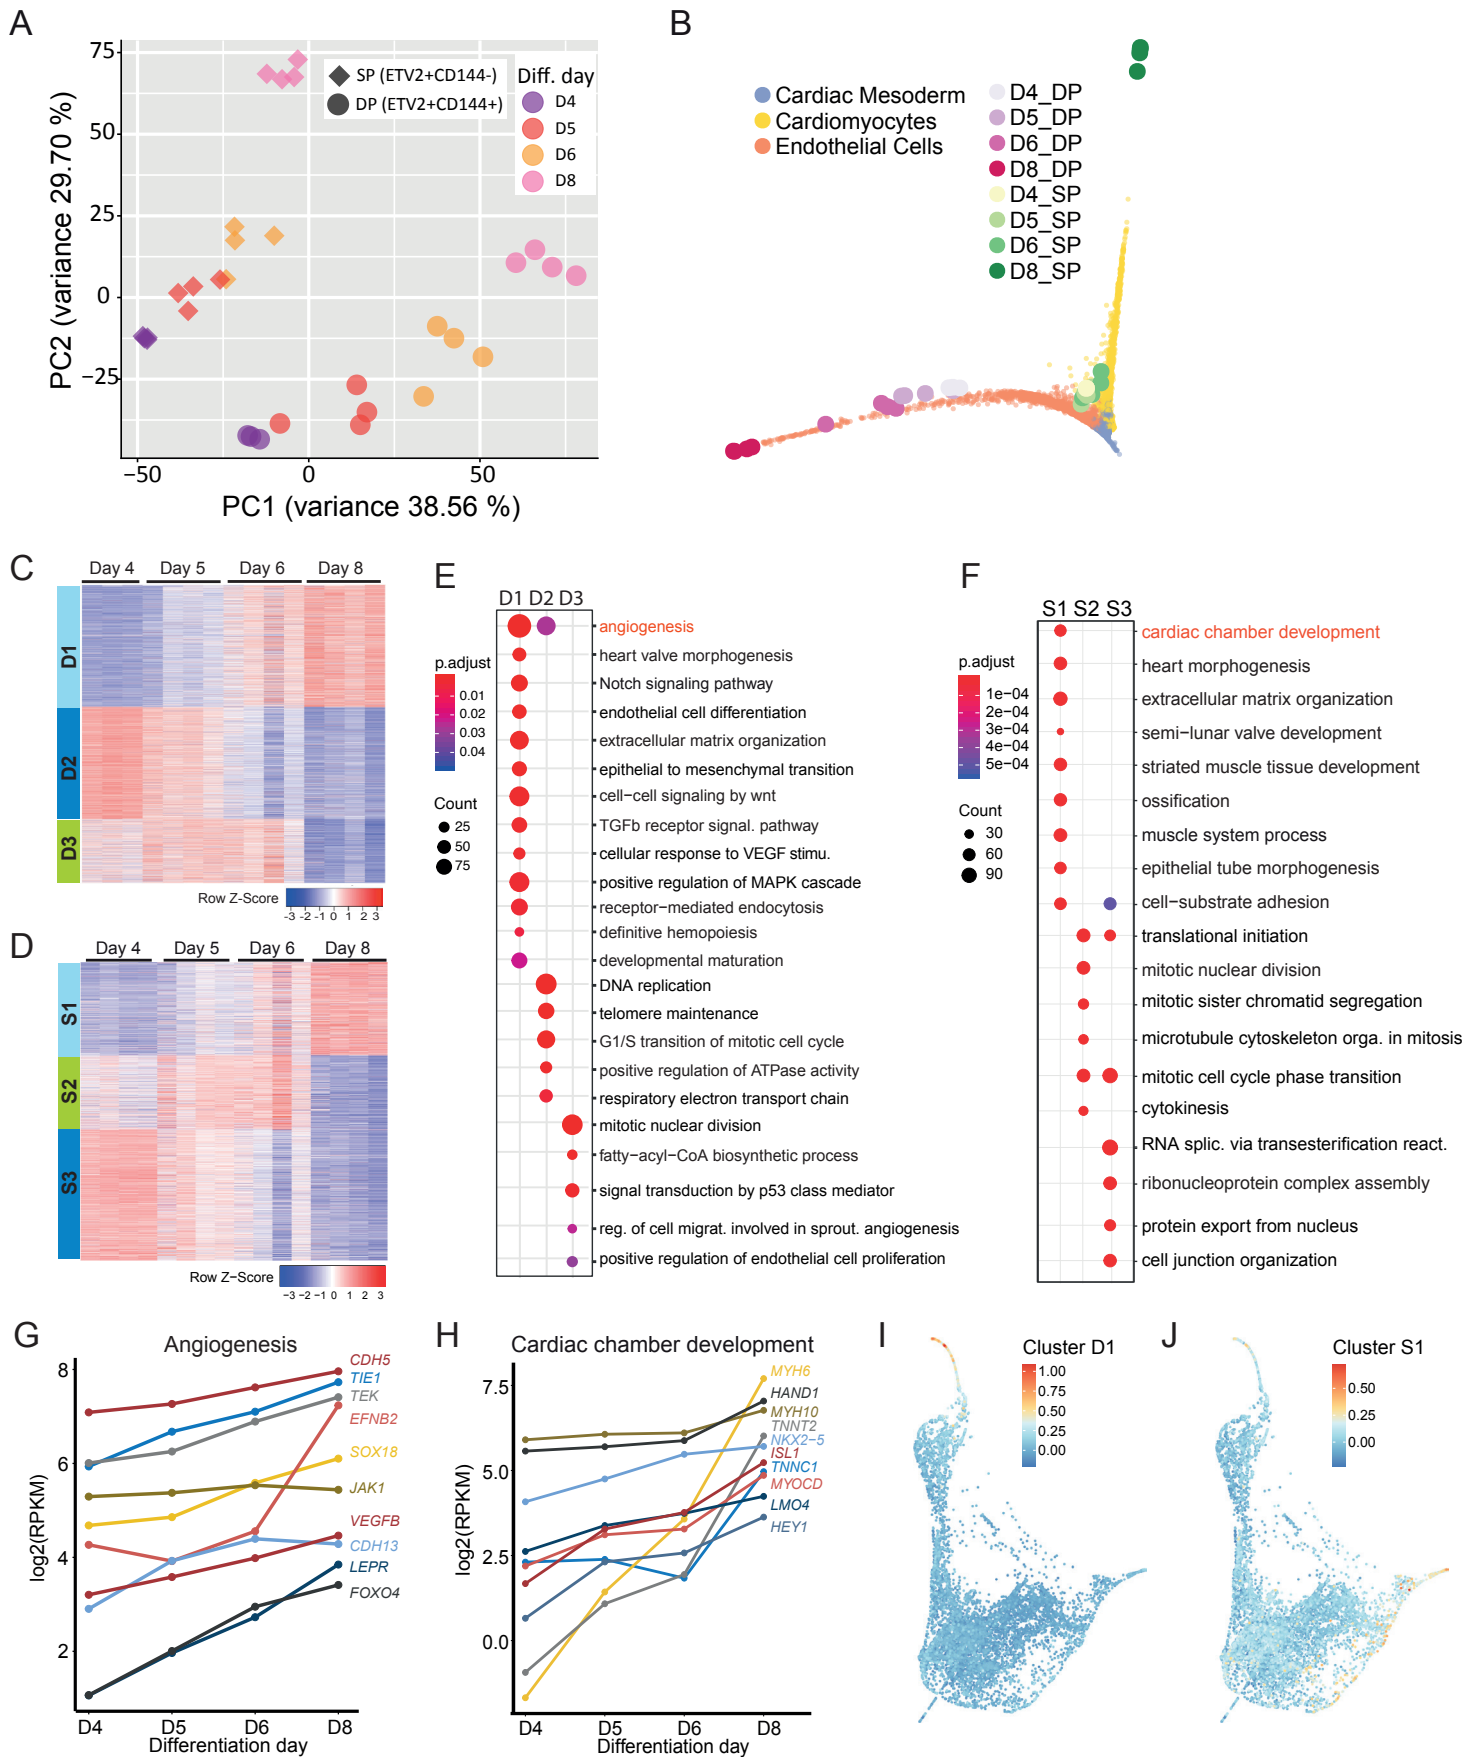 A
75
50
25
0
−25
−50
0
50
PC2 (variance 29.70 %)
PC1 (variance 38.56 %)
SP (ETV2+CD144-)
DP (ETV2+CD144+)
Diff. day
D4
D5
D6
D8
B
Cardiac Mesoderm
Cardiomyocytes
Endothelial Cells
D4_DP
D5_DP
D6_DP
D8_DP
D4_SP
D5_SP
D6_SP
D8_SP
C
Day 4 Day 5 Day 6 Day 8
D1
D2
D3
Row Z-Score
-3 -2 -1 0 1 2 3
D
Day 4 Day 5 Day 6 Day 8
S1
S2
S3
Row Z−Score
−3 −2 −1 0 1 2 3
E
D1 D2 D3
p.adjust
0.01
0.02
0.03
0.04
Count
25
50
75
angiogenesis
heart valve morphogenesis
Notch signaling pathway
endothelial cell differentiation
extracellular matrix organization
epithelial to mesenchymal transition
cell−cell signaling by wnt
TGFb receptor signal. pathway
cellular response to VEGF stimu.
positive regulation of MAPK cascade
receptor−mediated endocytosis
definitive hemopoiesis
developmental maturation
DNA replication
telomere maintenance
G1/S transition of mitotic cell cycle
positive regulation of ATPase activity
respiratory electron transport chain
mitotic nuclear division
fatty−acyl−CoA biosynthetic process
signal transduction by p53 class mediator
reg. of cell migrat. involved in sprout. angiogenesis
positive regulation of endothelial cell proliferation
F
S1 S2 S3
p.adjust
1e−04
2e−04
3e−04
4e−04
5e−04
Count
30
60
90
cardiac chamber development
heart morphogenesis
extracellular matrix organization
semi−lunar valve development
striated muscle tissue development
ossification
muscle system process
epithelial tube morphogenesis
cell−substrate adhesion
translational initiation
mitotic nuclear division
mitotic sister chromatid segregation
microtubule cytoskeleton orga. in mitosis
mitotic cell cycle phase transition
cytokinesis
RNA splic. via transesterification react.
ribonucleoprotein complex assembly
protein export from nucleus
cell junction organization
G
Angiogenesis
8
6
4
2
log2(RPKM)
D4 D5 D6 D8
Differentiation day
CDH5
TIE1
TEK
EFNB2
SOX18
JAK1
VEGFB
CDH13
LEPR
FOXO4
H
Cardiac chamber development
7.5
5.0
2.5
0.0
log2(RPKM)
D4 D5 D6 D8
Differentiation day
MYH6
HAND1
MYH10
TNNT2
NKX2−5
ISL1
TNNC1
MYOCD
LMO4
HEY1
I
Cluster D1
1.00
0.75
0.50
0.25
0.00
J
Cluster S1
0.50
0.25
0.00